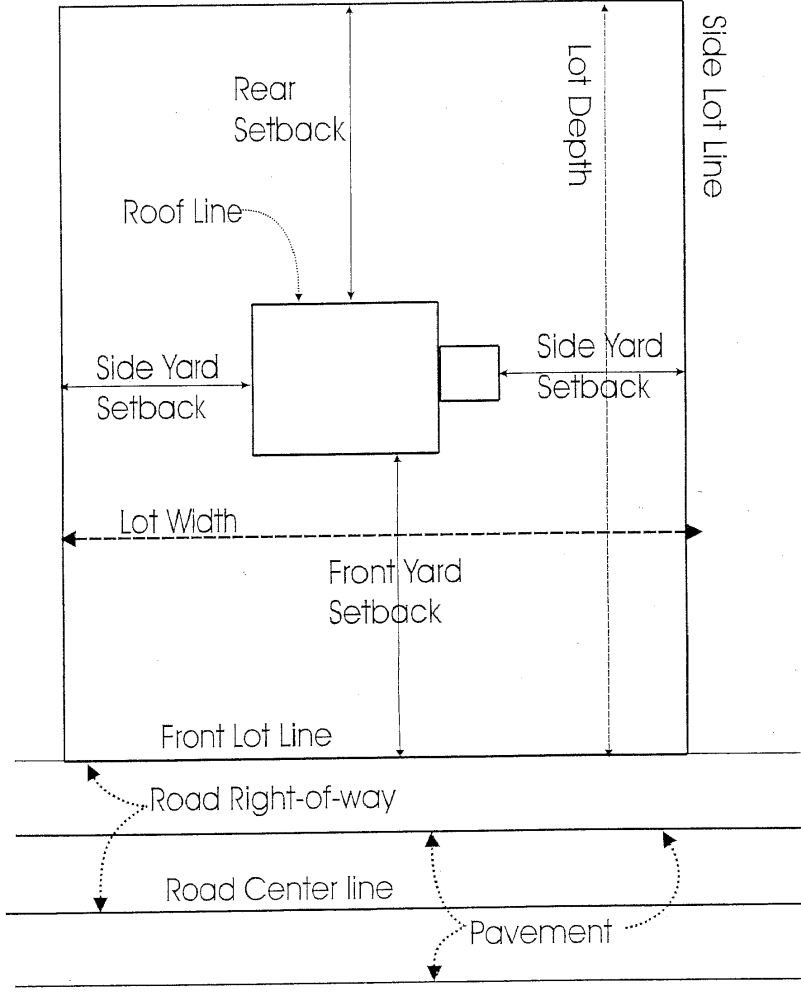 Side Lot Line
Lot Depth
Rear
Setback
Roof Line
Side Yard
Setback
Side Yard
Setback
Lot Width
Front Yard
Setback
Front Lot Line
Road Right-of-way
Road Center line
Pavement